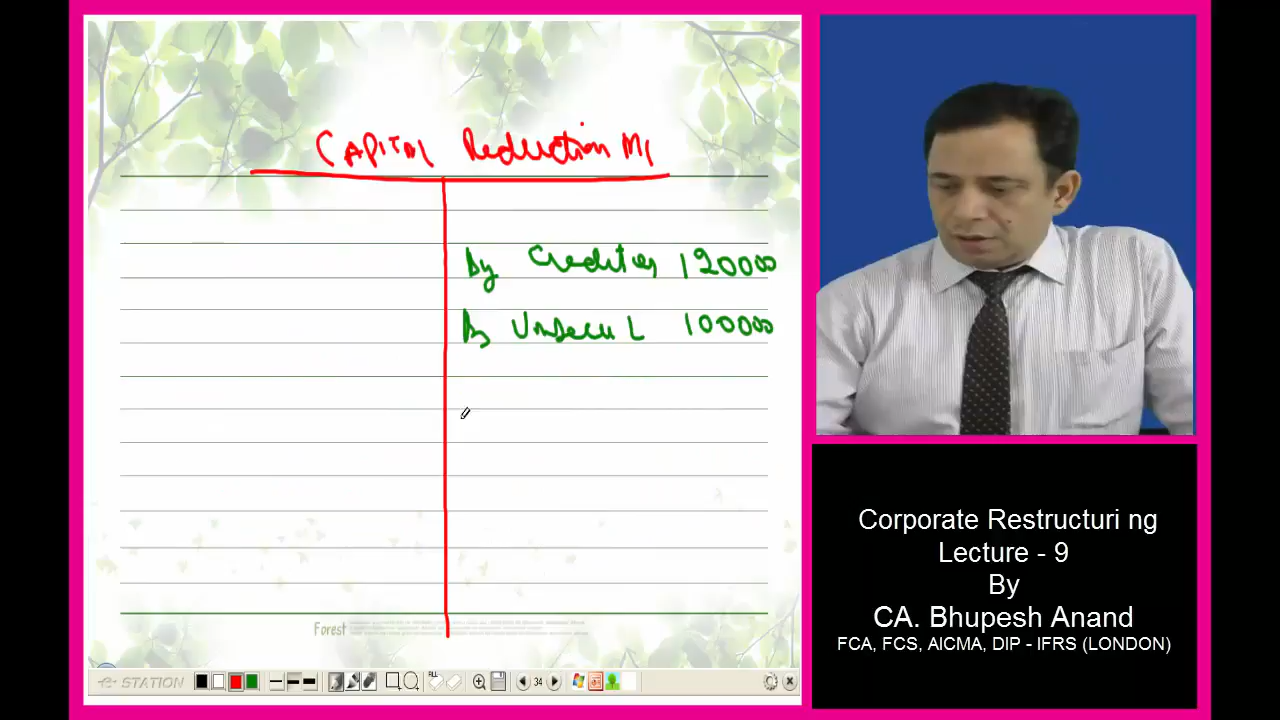 CAPITAL Reduction A/c
By Creditors 120000
By Unsecu L 100000
Forest
e-STATION
ALL
34
Corporate Restructuri ng
Lecture - 9
By
CA. Bhupesh Anand
FCA, FCS, AICMA, DIP - IFRS (LONDON)